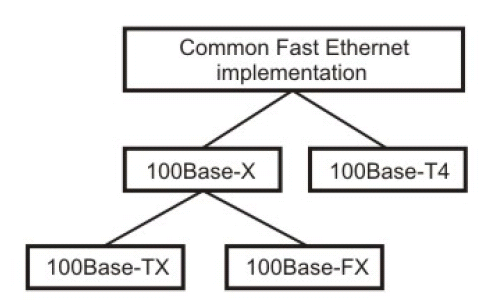 Common Fast Ethernet
implementation
100Base-X
100Base-T4
100Base-TX
100Base-FX